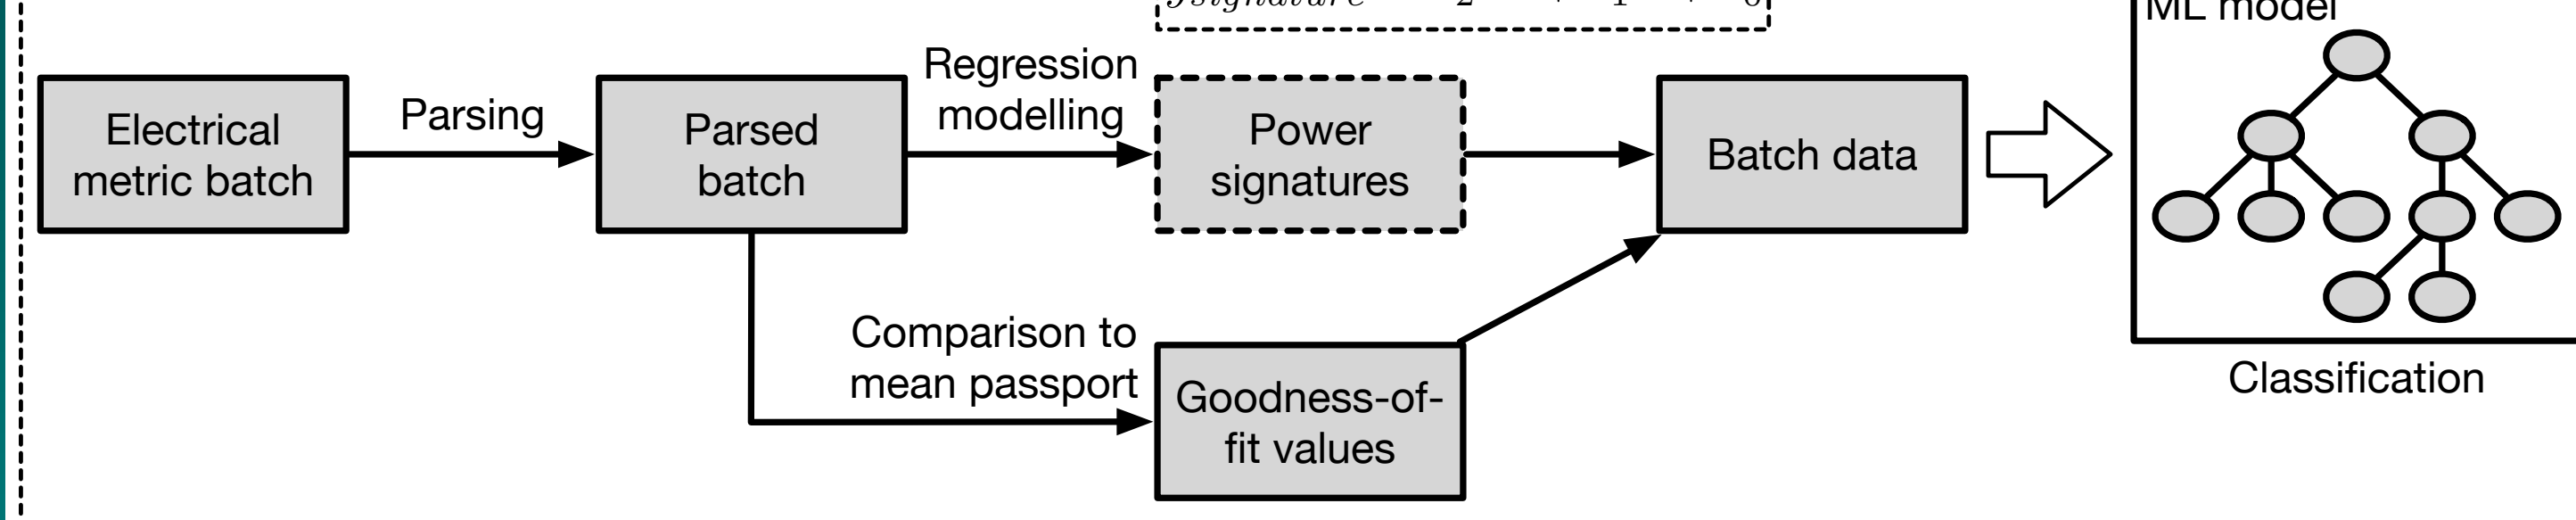 ML model
Electrical
metric batch
Parsing
Parsed
batch
Regression
modelling
Power
signatures
Batch data
Comparison to
mean passport
Goodness-of-
fit values
Classification